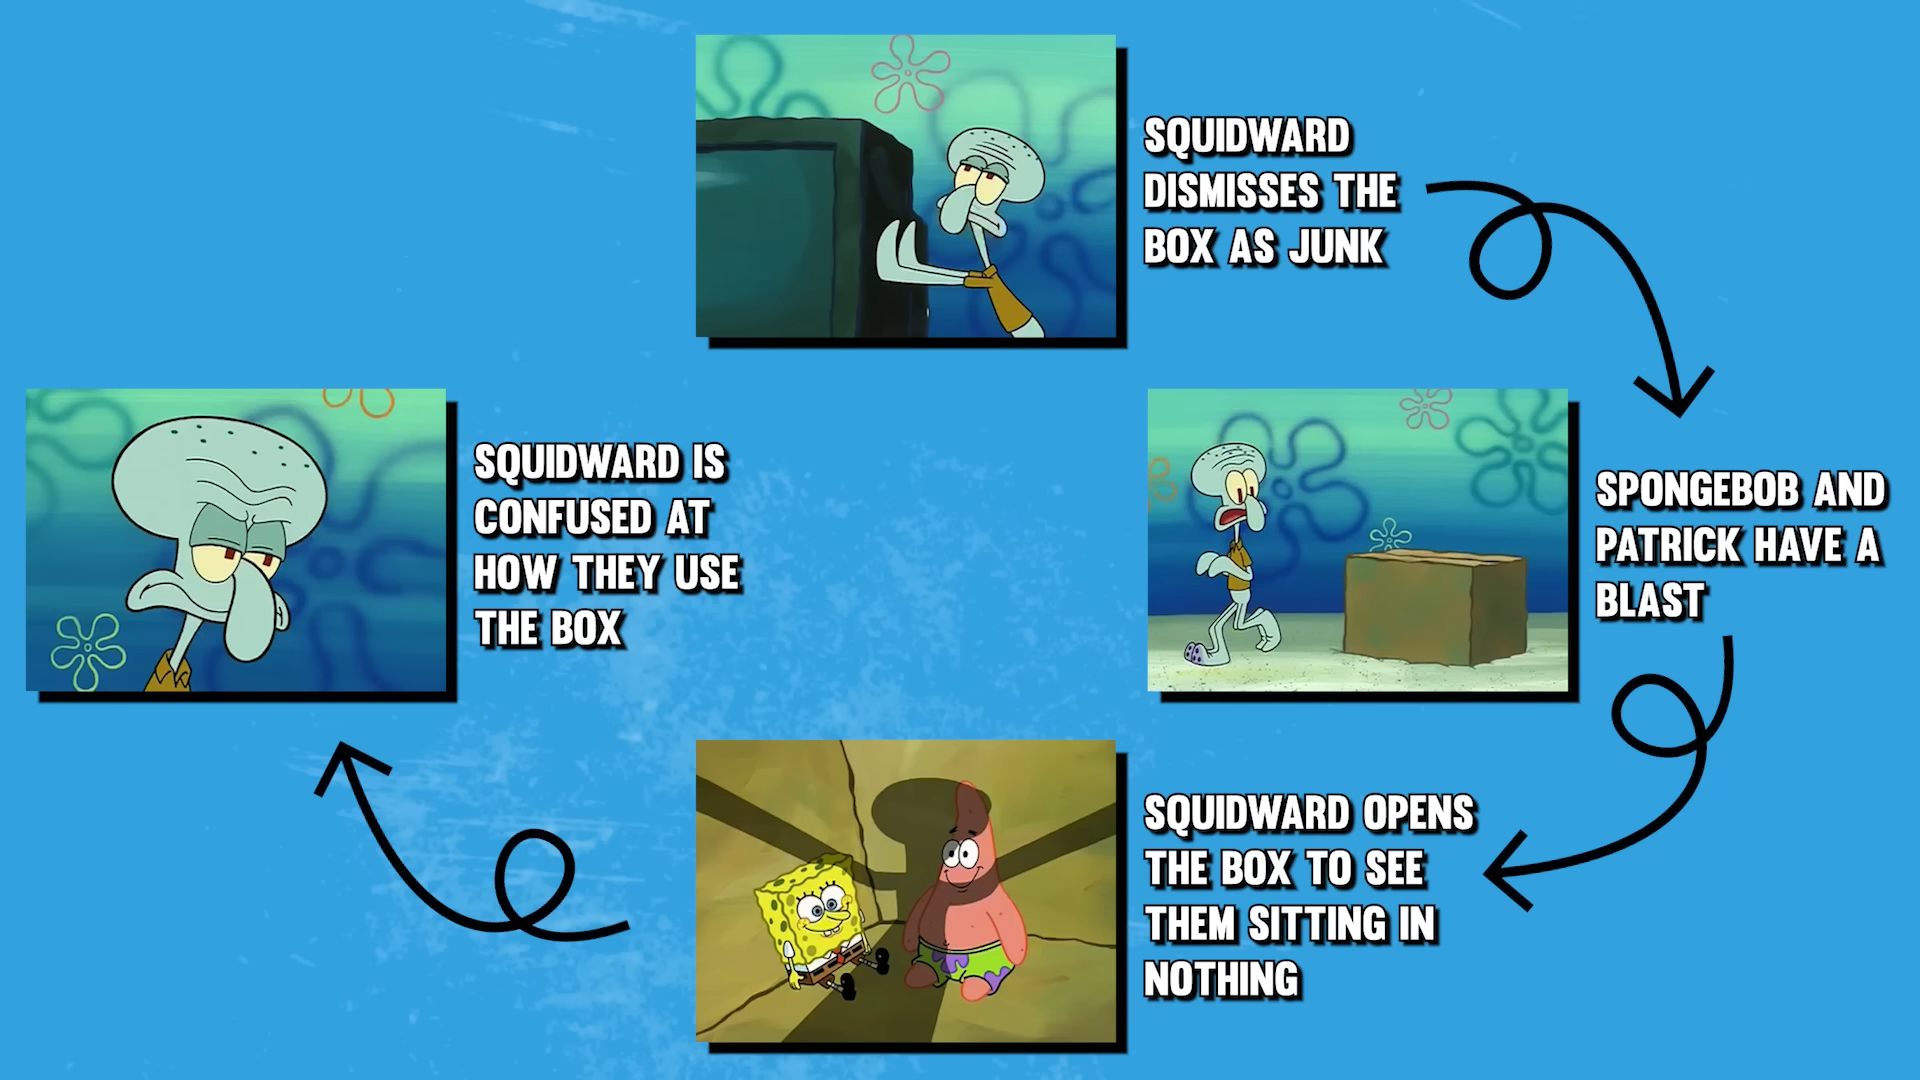 SQUIDWARD
DISMISSES THE
BOX AS JUNK
SPONGEBOB AND
PATRICK HAVE A
BLAST
SQUIDWARD OPENS
THE BOX TO SEE
THEM SITTING IN
NOTHING
SQUIDWARD IS
CONFUSED AT
HOW THEY USE
THE BOX